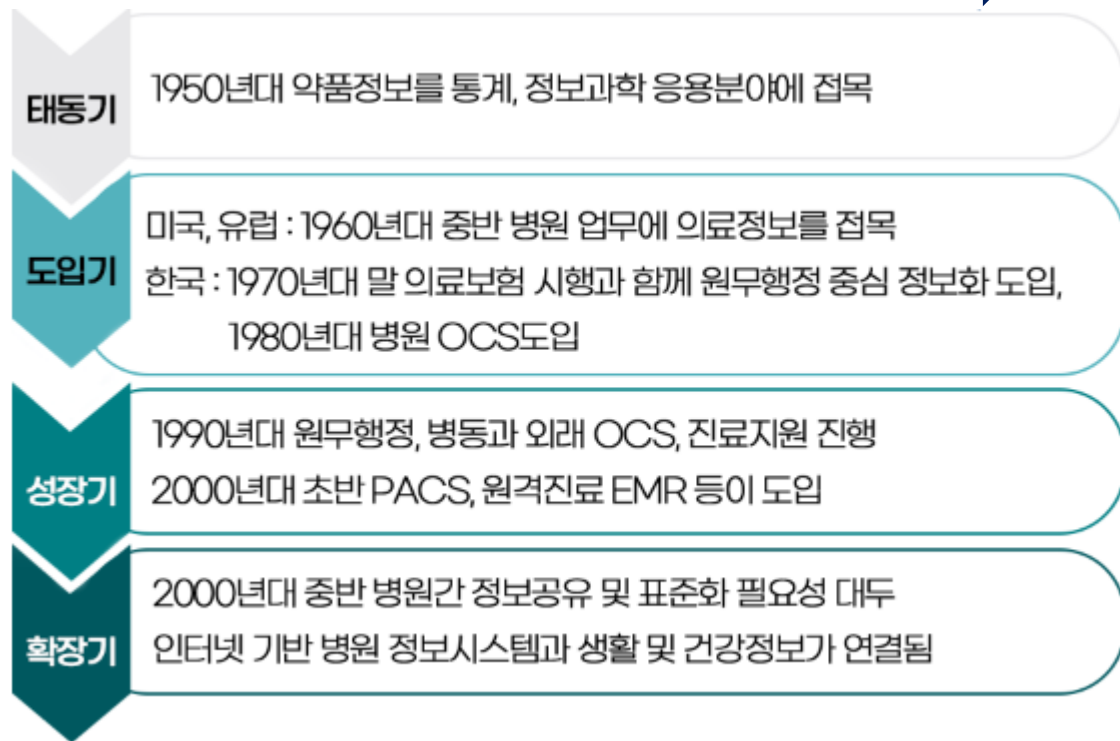 태동기
1950년대 약품정보를 통계, 정보과학 응용분야에 접목
도입기
미국, 유럽 : 1960년대 중반 병원 업무에 의료정보를 접목
한국 : 1970년대 말 의료보험 시행과 함께 원무행정 중심 정보화 도입,
1980년대 병원 OCS도입
성장기
1990년대 원무행정, 병동과 외래 OCS, 진료지원 진행
2000년대 초반 PACS, 원격진료 EMR 등이 도입
확장기
2000년대 중반 병원간 정보공유 및 표준화 필요성 대두
인터넷 기반 병원 정보시스템과 생활 및 건강정보가 연결됨